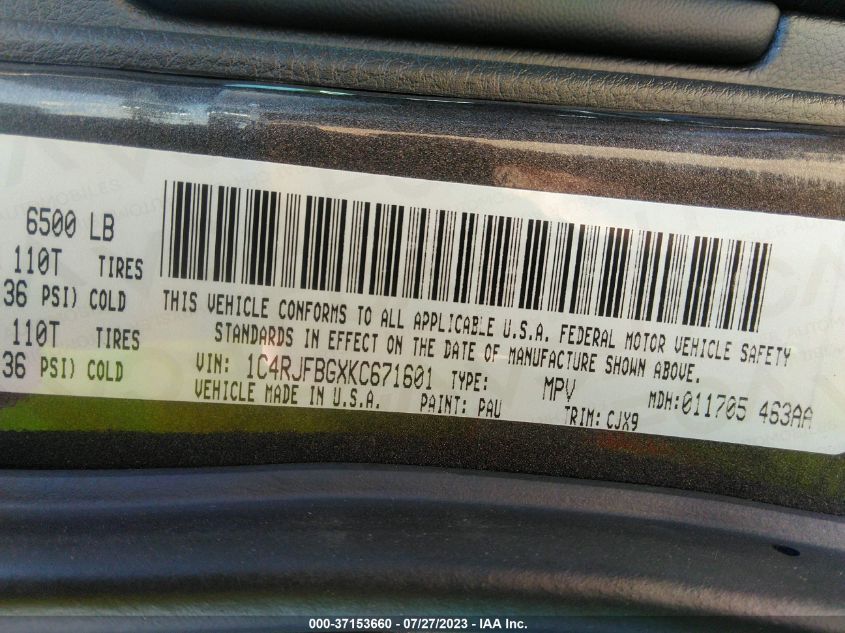 6500 LB
110T TIRES
36 PSI) COLD
110T TIRES
36 PSI) COLD
THIS VEHICLE CONFORMS TO ALL APPLICABLE U.S.A. FEDERAL MOTOR VEHICLE SAFETY
STANDARDS IN EFFECT ON THE DATE OF MANUFACTURE SHOWN ABOVE.
VIN: 1C4RJFBGXKC671601 TYPE: MPV MDH:011705 463AA
VEHICLE MADE IN U.S.A. PAINT: PAU TRIM: CJX9
000-37153660 / 07/27/2023 / IAA Inc.